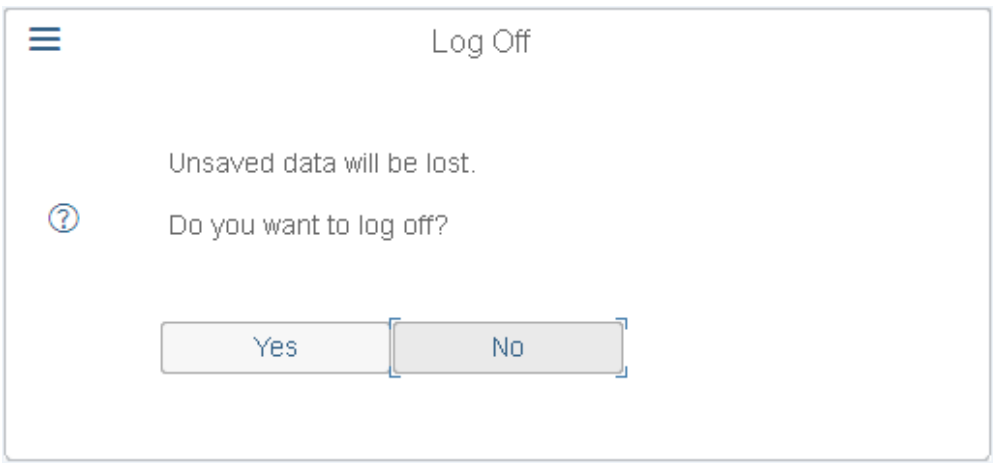 Log Off
Unsaved data will be lost.
Do you want to log off?
Yes No